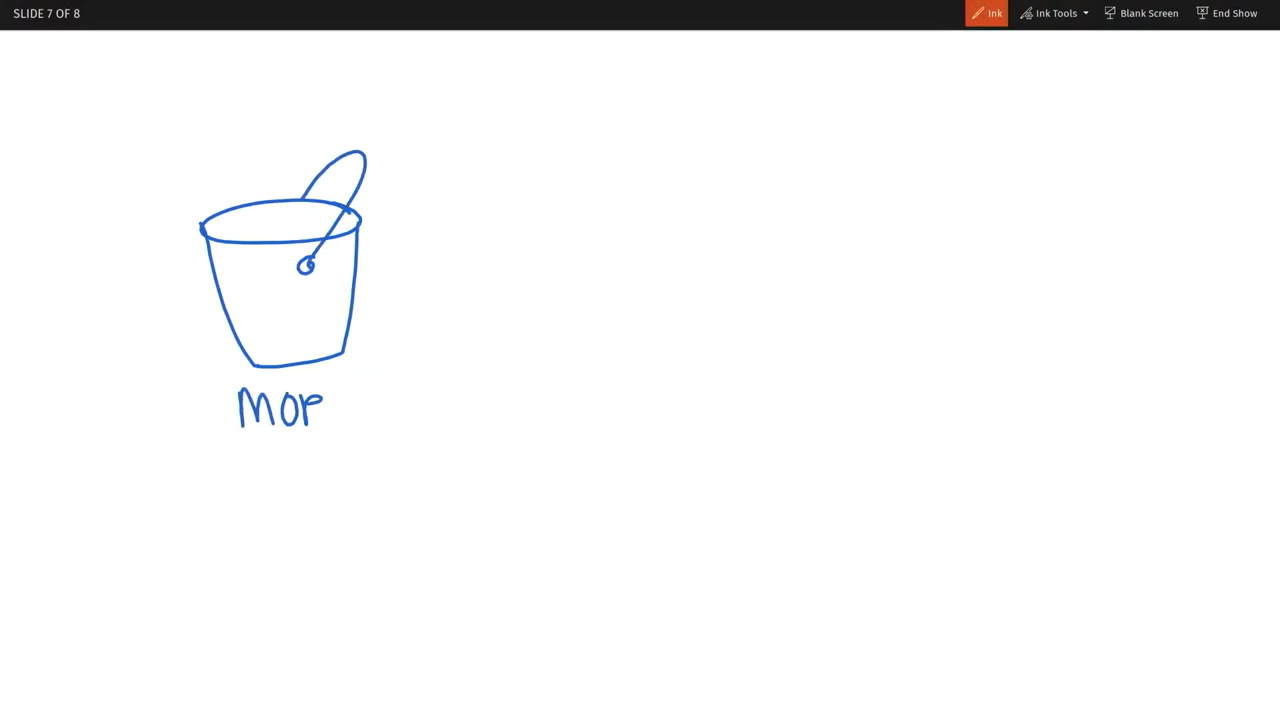 SLIDE 7 OF 8
Ink
Ink Tools
Blank Screen
End Show
MOP